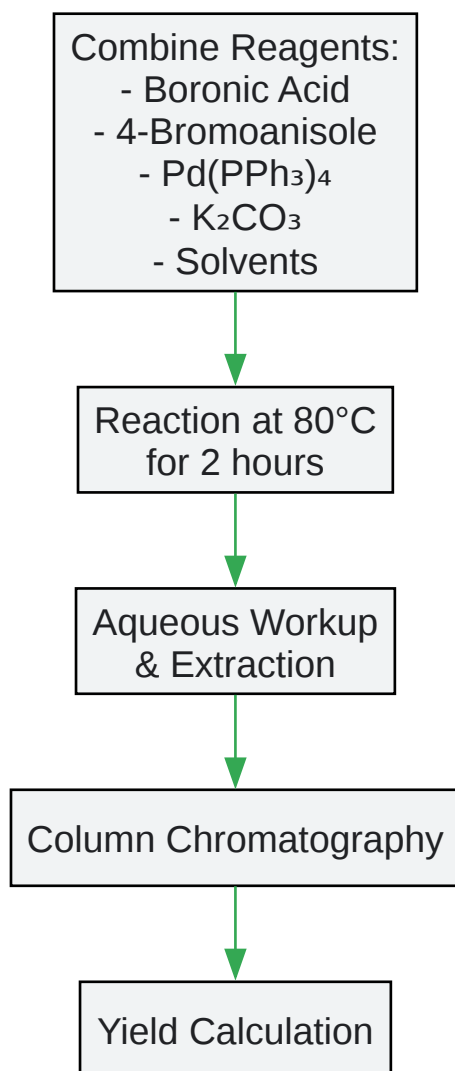 Combine Reagents:
- Boronic Acid
- 4-Bromoanisole
- Pd(PPh₃)₄
- K₂CO₃
- Solvents
Reaction at 80°C
for 2 hours
Aqueous Workup
& Extraction
Column Chromatography
Yield Calculation